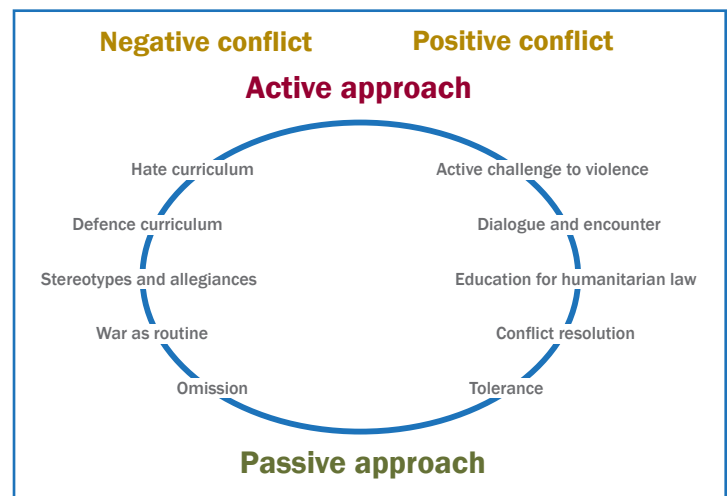 Negative conflict
Positive conflict
Active approach
Hate curriculum
Active challenge to violence
Defence curriculum
Dialogue and encounter
Stereotypes and allegiances
Education for humanitarian law
War as routine
Conflict resolution
Omission
Tolerance
Passive approach